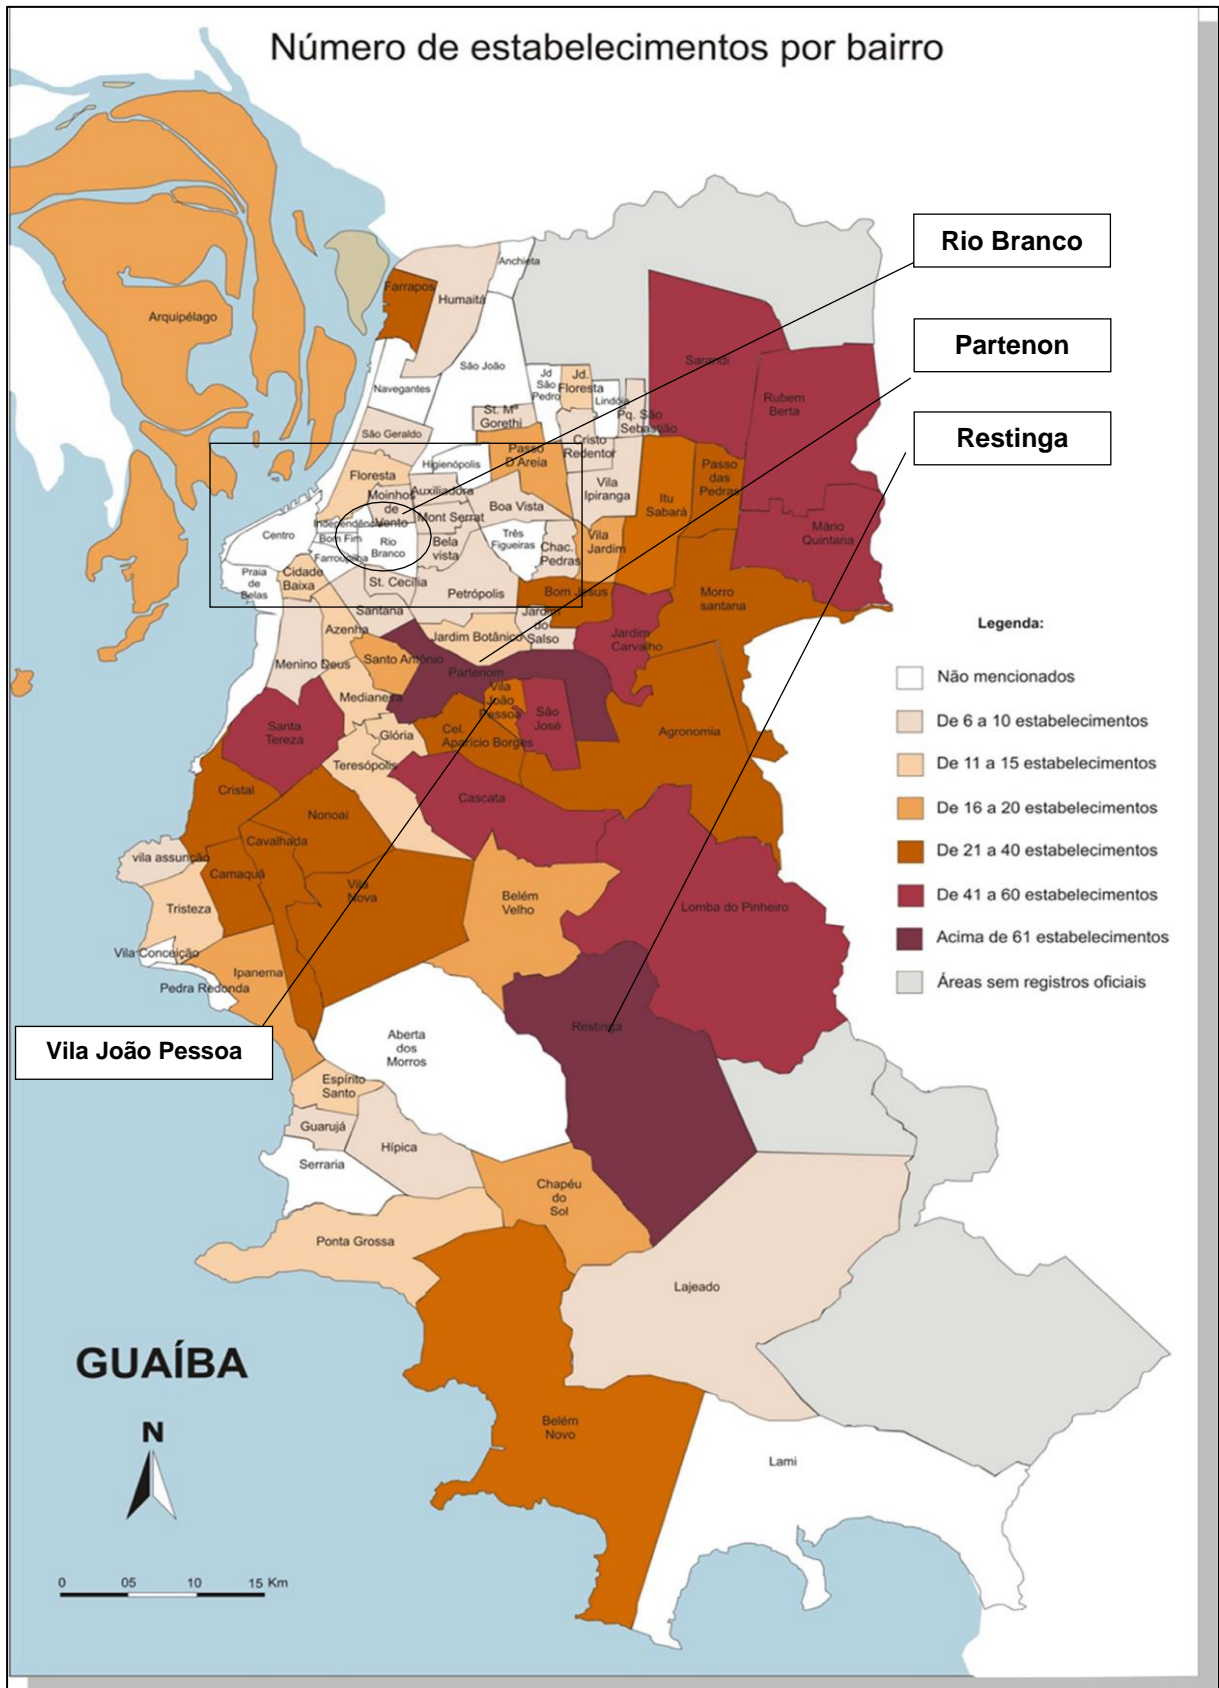 Número de estabelecimentos por bairro
Rio Branco
Partenon
Restinga
Vila João Pessoa
Anchieta
Farrapos
Humaitá
Arquipélago
São João
Navegantes
Jd
São
Pedro
Jd.
Floresta
Lindóia
Sarandi
Rubem
Berta
St. Mª
Gorethi
Pq. São
Sebastião
São Geraldo
Cristo
Redentor
Passo
D'Areia
Higienópolis
Floresta
Auxiliadora
Moinhos
de
Vento
Vila
Ipiranga
Itu
Sabará
Passo
das
Pedras
Mário
Quintana
Boa Vista
Mont Serrat
Independência
Centro
Bom Fim
Rio
Branco
Farroupilha
Bela
vista
Três
Figueiras
Chac.
Pedras
Vila
Jardim
Praia
de
Belas
Cidade
Baixa
St. Cecília
Petrópolis
Bom Jesus
Morro
santana
Santana
Jardim
do
Salso
Azenha
Jardim Botânico
Jardim
Carvalho
Menino Deus
Santo Antônio
Partenom
Medianeira
Vila
João
Pessoa
São
José
Santa
Tereza
Glória
Cel.
Aparício Borges
Agronomia
Teresópolis
Cristal
Cascata
Nonoai
Cavalhada
vila assunção
Camaquã
Vila
Nova
Belém
Velho
Lomba do Pinheiro
Tristeza
Vila Conceição
Ipanema
Pedra Redonda
Restinga
Aberta
dos
Morros
Espírito
Santo
Guarujá
Hípica
Serraria
Chapéu
do
Sol
Ponta Grossa
Lajeado
Belém
Novo
Lami
Legenda:
Não mencionados
De 6 a 10 estabelecimentos
De 11 a 15 estabelecimentos
De 16 a 20 estabelecimentos
De 21 a 40 estabelecimentos
De 41 a 60 estabelecimentos
Acima de 61 estabelecimentos
Áreas sem registros oficiais
GUAÍBA
N
0 05 10 15 Km